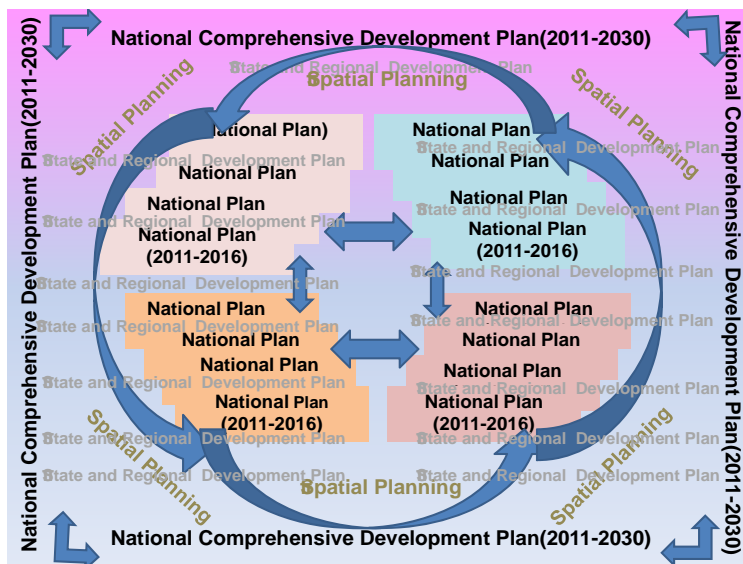 National Comprehensive Development Plan(2011-2030)
National Comprehensive Development Plan(2011-2030)
National Comprehensive Development Plan(2011-2030)
State and Regional Development Plan
Spatial Planning
Spatial Planning
Spatial Planning
National Plan)
National Plan
National Plan
National Plan
(2011-2016)
National Plan
National Plan
National Plan
National Plan
(2011-2016)
State and Regional Development Plan
State and Regional Development Plan
State and Regional Development Plan
State and Regional Development Plan
State and Regional Development Plan
State and Regional Development Plan
National Plan
National Plan
National Plan
National Plan
(2011-2016)
National Plan
National Plan
National Plan
National Plan
(2011-2016)
State and Regional Development Plan
State and Regional Development Plan
State and Regional Development Plan
State and Regional Development Plan
State and Regional Development Plan
State and Regional Development Plan
State and Regional Development Plan
State and Regional Development Plan
Spatial Planning
Spatial Planning
Spatial Planning
National Comprehensive Development Plan(2011-2030)